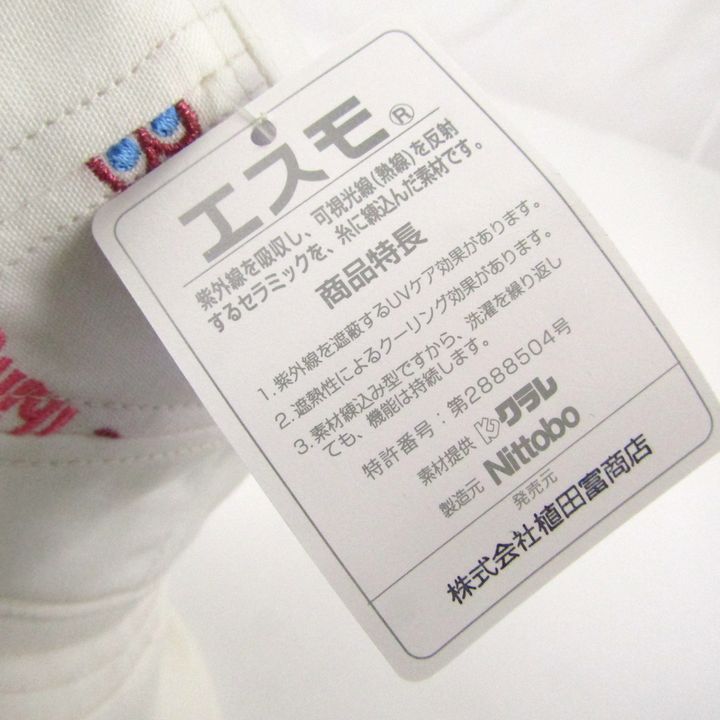 エスモ®
紫外線を吸収し、可視光線(熱線)を反射
するセラミックを、糸に練込んだ素材です。
商品特長
1. 紫外線を遮蔽するUVケア効果があります。
2. 遮熱性によるクーリング効果があります。
3. 素材練込み型ですから、洗濯を繰り返し
ても、機能は持続します。
特許番号:第2888504号
素材提供 クラレ
製造元 Nittobo
発売元
株式会社植田富商店